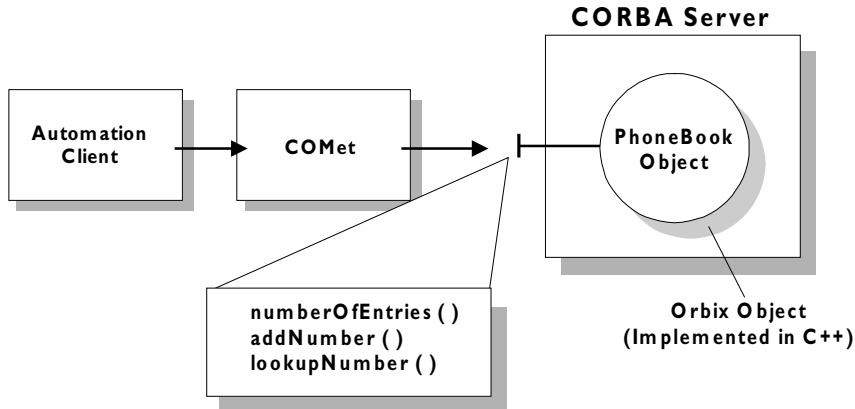 CORBA Server
Automation
Client
COMet
PhoneBook
Object
numberOfEntries ( )
addNumber ( )
lookupNumber ( )
Orbix Object
(Implemented in C++)